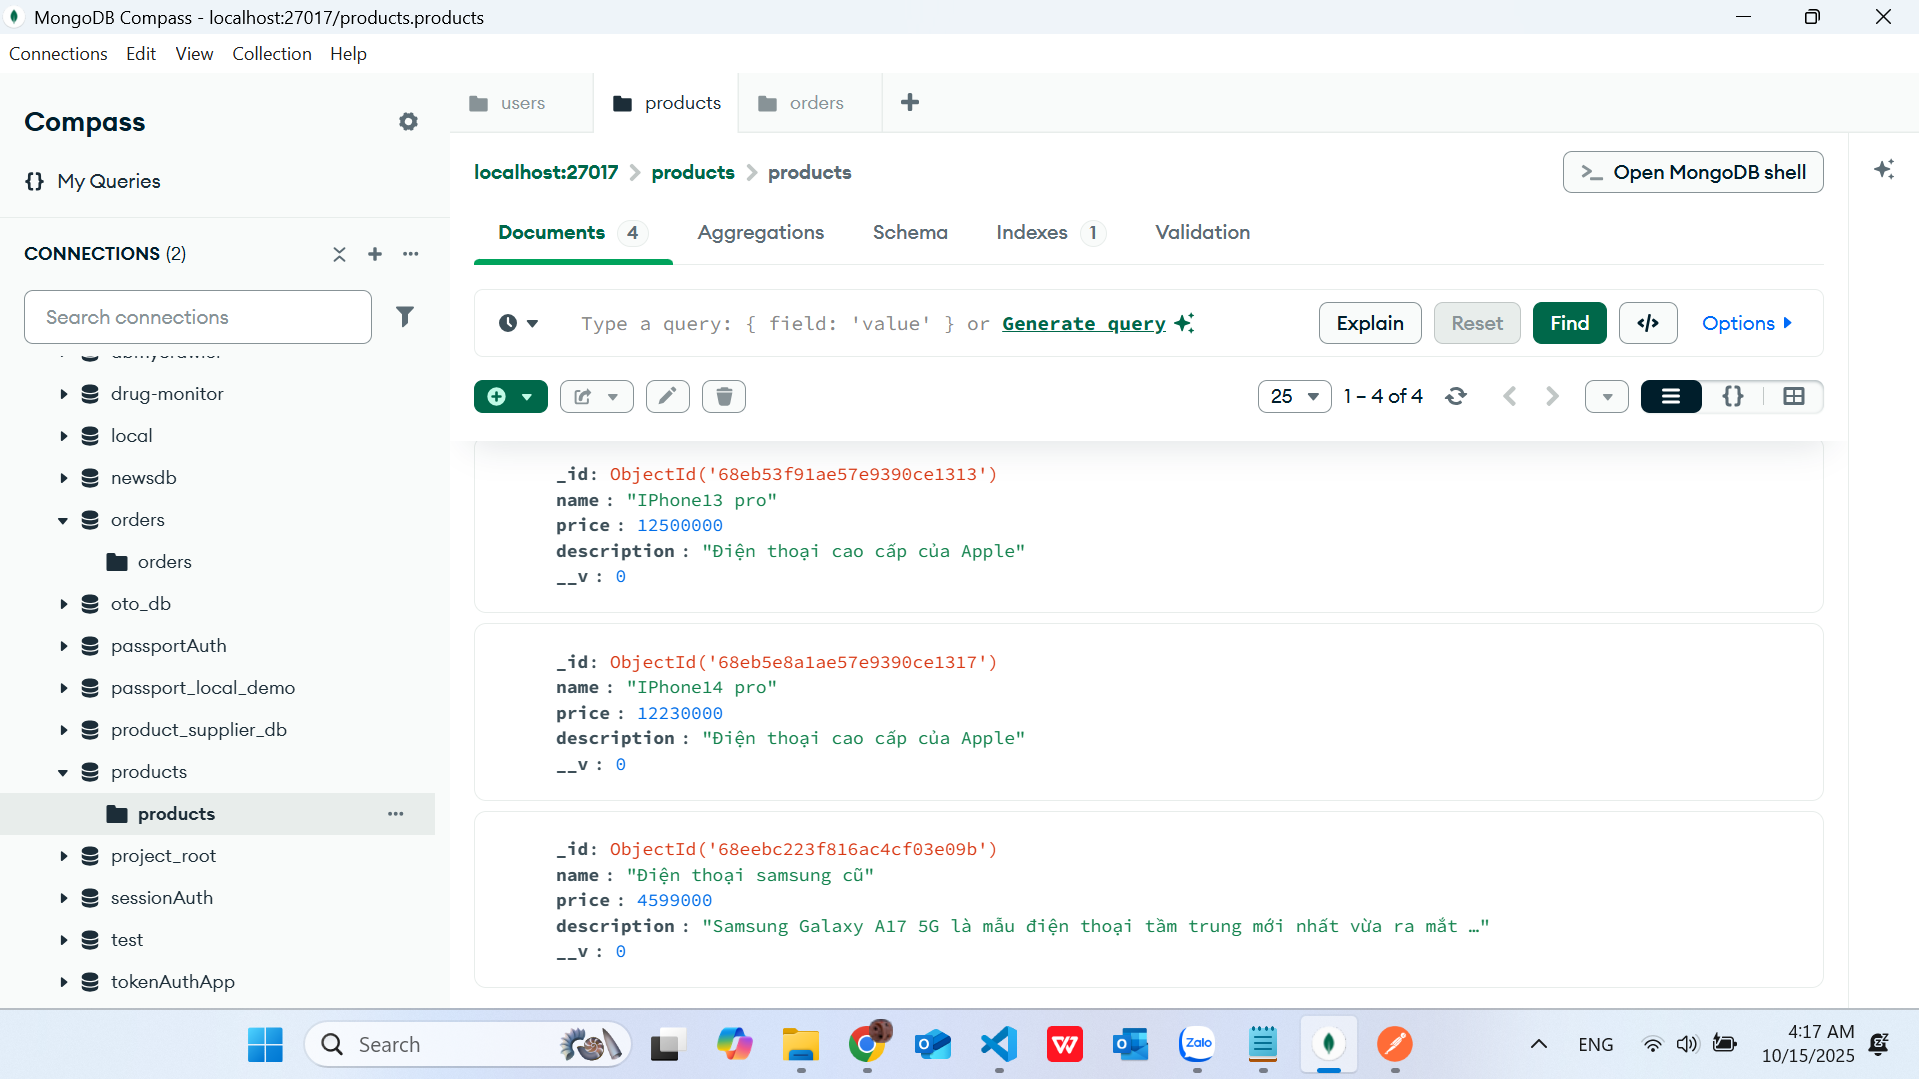 MongoDB Compass - localhost:27017/products.products
Connections Edit View Collection Help
Compass
My Queries
CONNECTIONS (2)
Search connections
drug-monitor
local
newsdb
orders
orders
oto_db
passportAuth
passport_local_demo
product_supplier_db
products
products
project_root
sessionAuth
test
tokenAuthApp
users products orders
localhost:27017 products products
Open MongoDB shell
Documents 4 Aggregations Schema Indexes 1 Validation
Type a query: { field: 'value' } or Generate query
Explain Reset Find </> Options
25 1 – 4 of 4
_id: ObjectId('68eb53f91ae57e9390ce1313')
name : "IPhone13 pro"
price : 12500000
description : "Điện thoại cao cấp của Apple"
__v : 0
_id: ObjectId('68eb5e8a1ae57e9390ce1317')
name : "IPhone14 pro"
price : 12230000
description : "Điện thoại cao cấp của Apple"
__v : 0
_id: ObjectId('68eebc223f816ac4cf03e09b')
name : "Điện thoại samsung cũ"
price : 4599000
description : "Samsung Galaxy A17 5G là mẫu điện thoại tầm trung mới nhất vừa ra mắt …"
__v : 0
Search
Zalo
ENG
4:17 AM
10/15/2025